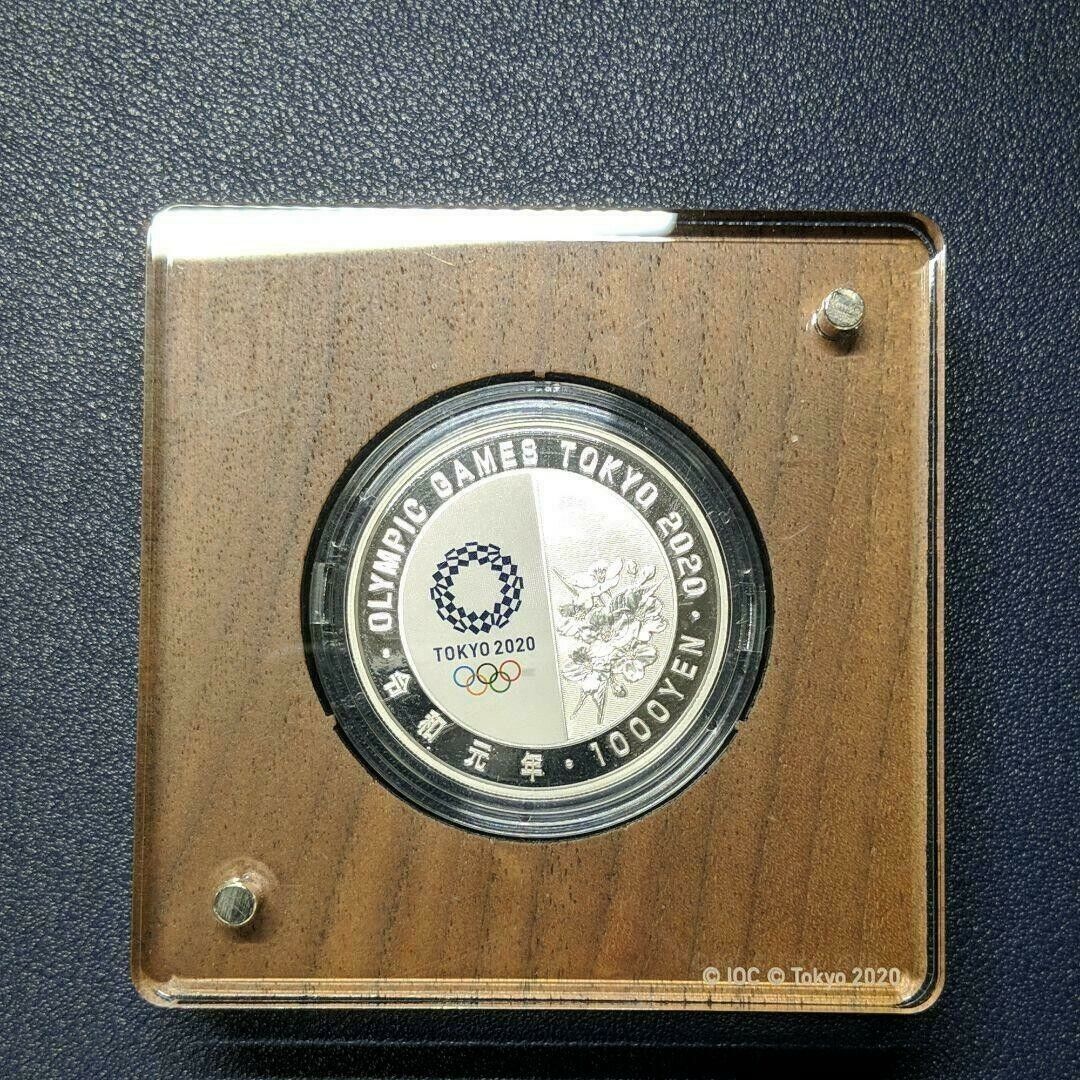 OLYMPIC GAMES TOKYO 2020
TOKYO 2020
令和元年・1000YEN
© IOC © Tokyo 2020